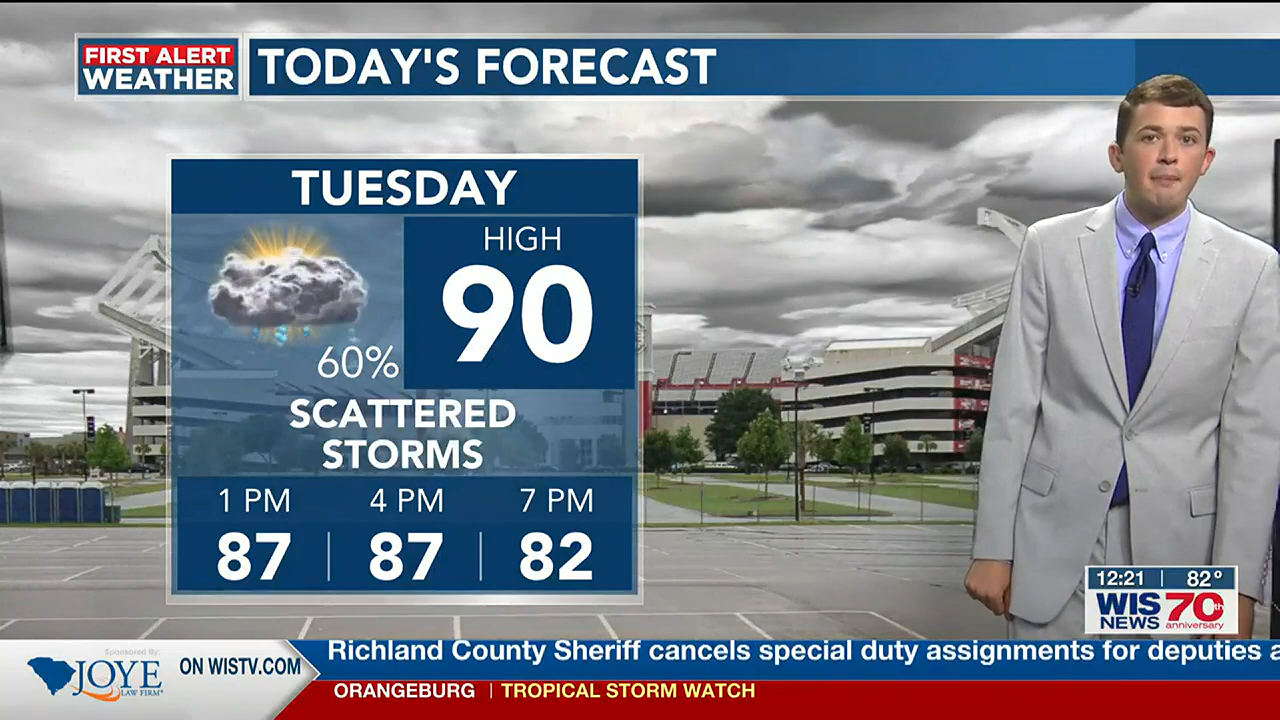 FIRST ALERT
WEATHER
TODAY'S FORECAST
TUESDAY
HIGH
90
60%
SCATTERED
STORMS
1 PM
4 PM
7 PM
87
87
82
12:21 | 82°
WIS
NEWS
70th
anniversary
Sponsored By:
JOYE
LAW FIRM®
ON WISTV.COM
Richland County Sheriff cancels special duty assignments for deputies a
ORANGEBURG | TROPICAL STORM WATCH